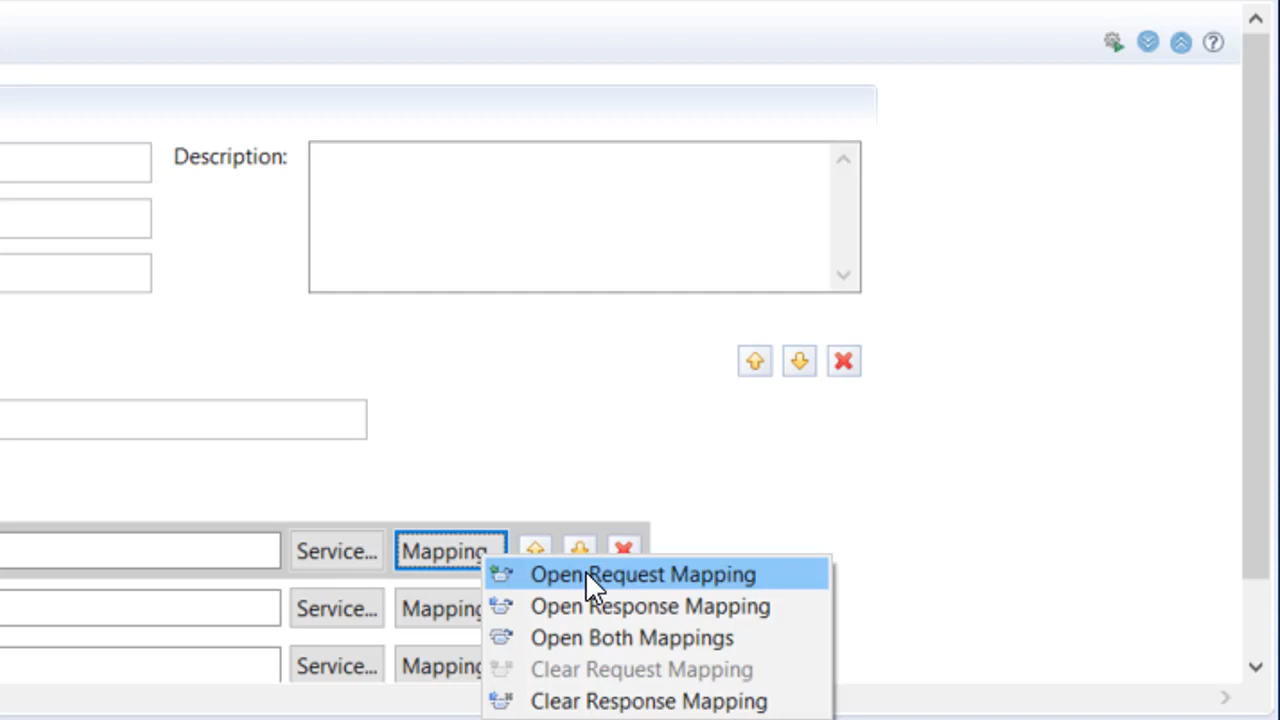 Description:
Service... Mapping...
Open Request Mapping
Service... Mapping
Open Response Mapping
Open Both Mappings
Service... Mapping
Clear Request Mapping
Clear Response Mapping